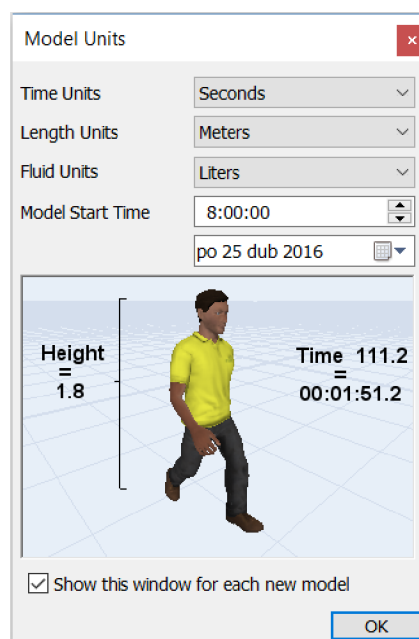 Model Units
×
Time Units Seconds
Length Units Meters
Fluid Units Liters
Model Start Time 8:00:00
po 25 dub 2016
Height
=
1.8
Time 111.2
=
00:01:51.2
Show this window for each new model
OK